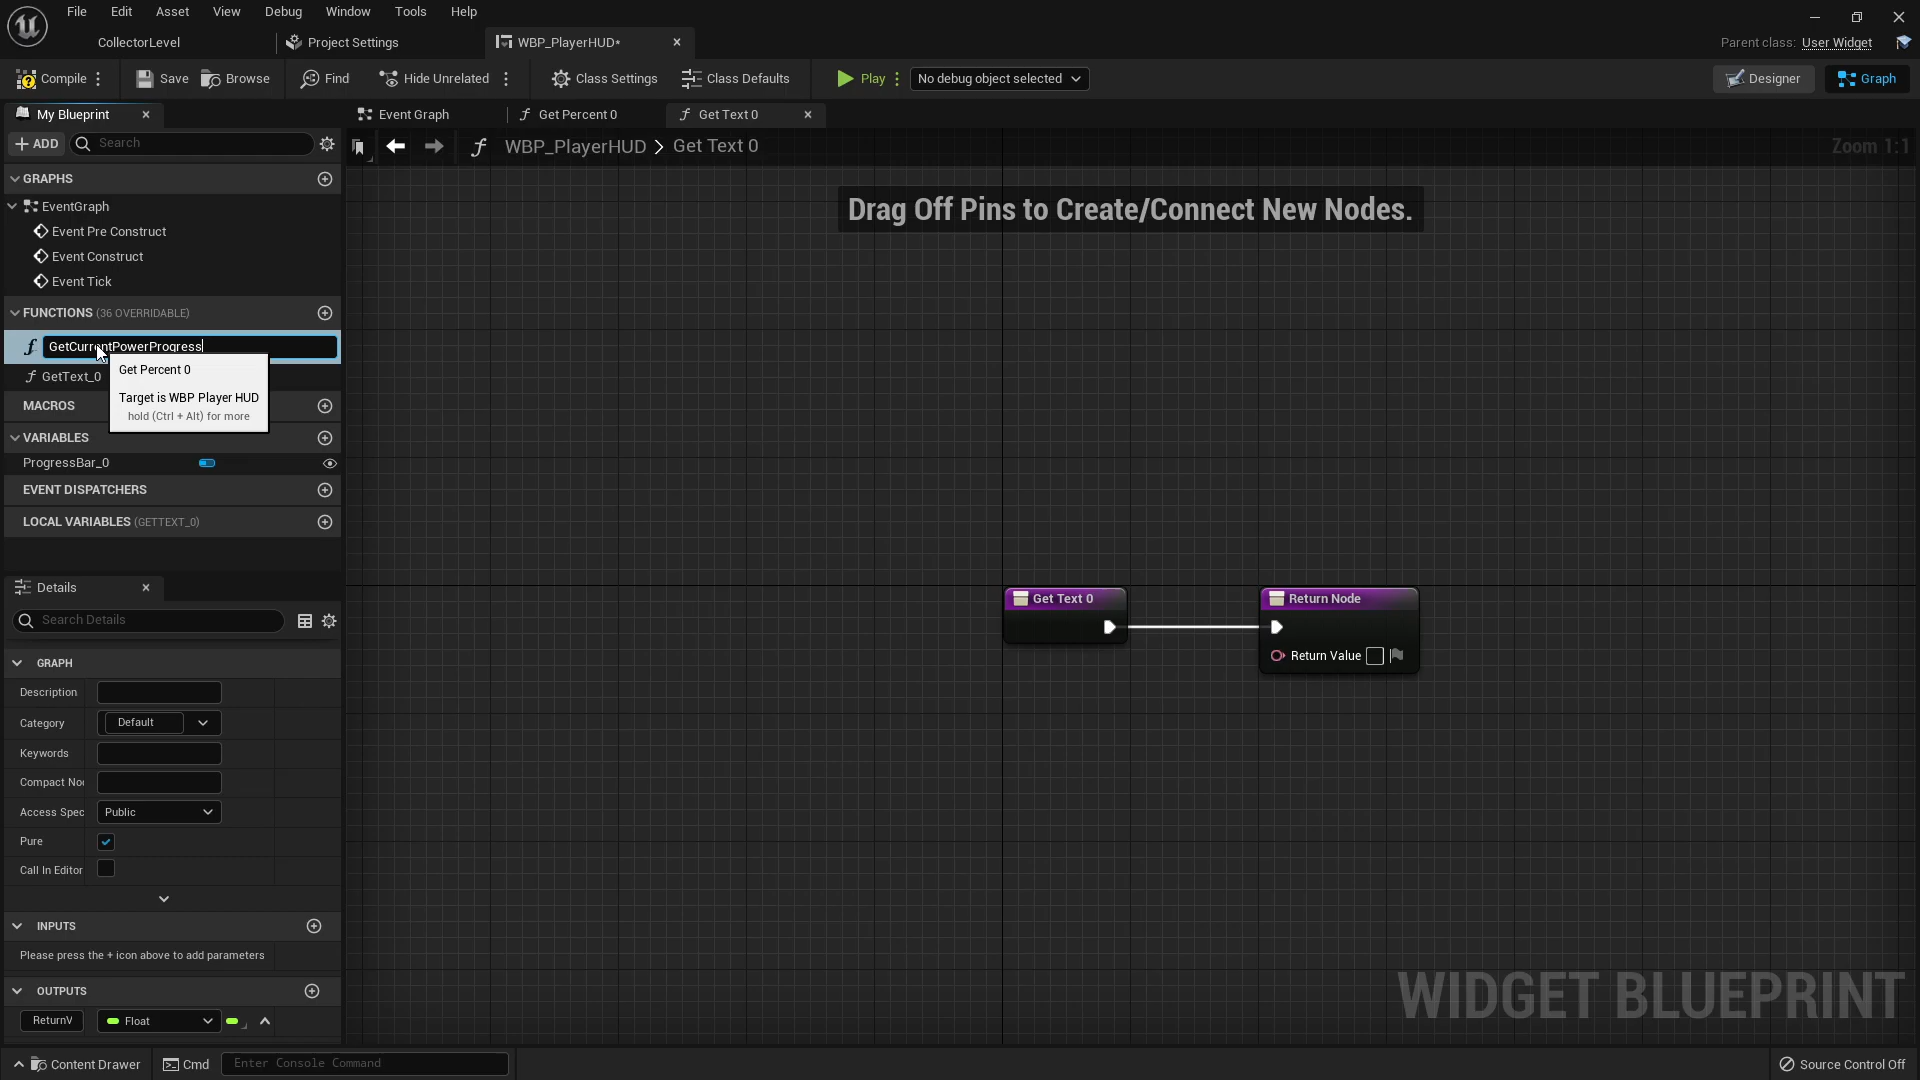 File Edit Asset View Debug Window Tools Help
CollectorLevel Project Settings WBP_PlayerHUD* Parent class: User Widget
Compile Save Browse Find Hide Unrelated Class Settings Class Defaults Play No debug object selected Designer Graph
My Blueprint Event Graph Get Percent 0 Get Text 0
ADD Search WBP_PlayerHUD > Get Text 0 Zoom 1:1
GRAPHS
EventGraph
Event Pre Construct
Event Construct
Event Tick
Drag Off Pins to Create/Connect New Nodes.
FUNCTIONS (36 OVERRIDABLE)
GetCurrentPowerProgress
GetText_0
Get Percent 0
Target is WBP Player HUD
hold (Ctrl + Alt) for more
MACROS
VARIABLES
ProgressBar_0
EVENT DISPATCHERS
LOCAL VARIABLES (GETTEXT_0)
Get Text 0
Return Node
Return Value
Details
Search Details
GRAPH
Description
Category Default
Keywords
Compact No
Access Spec Public
Pure
Call In Editor
INPUTS
Please press the + icon above to add parameters
OUTPUTS
ReturnV Float
WIDGET BLUEPRINT
Content Drawer Cmd Enter Console Command Source Control Off